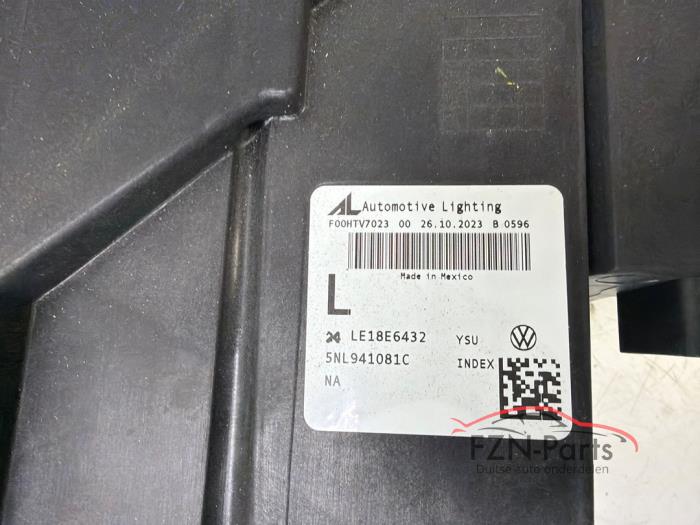 AL Automotive Lighting
F00HTV7023 00 26.10.2023 B 0596
Made in Mexico
L
LE18E6432 YSU
5NL941081C INDEX
NA
FZN-Parts
Duitse auto onderdelen